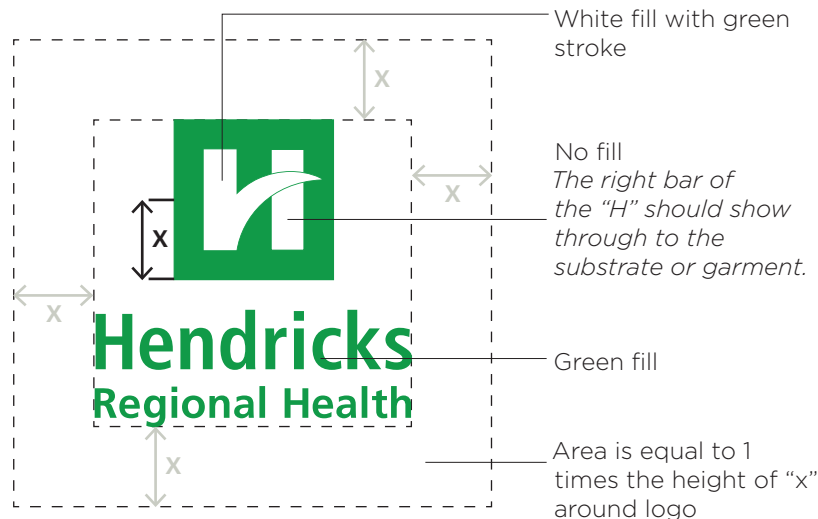 White fill with green
stroke
X
No fill
The right bar of
the “H” should show
through to the
substrate or garment.
X
X
X
H
Hendricks
Regional Health
Green fill
X
Area is equal to 1
times the height of “x”
around logo